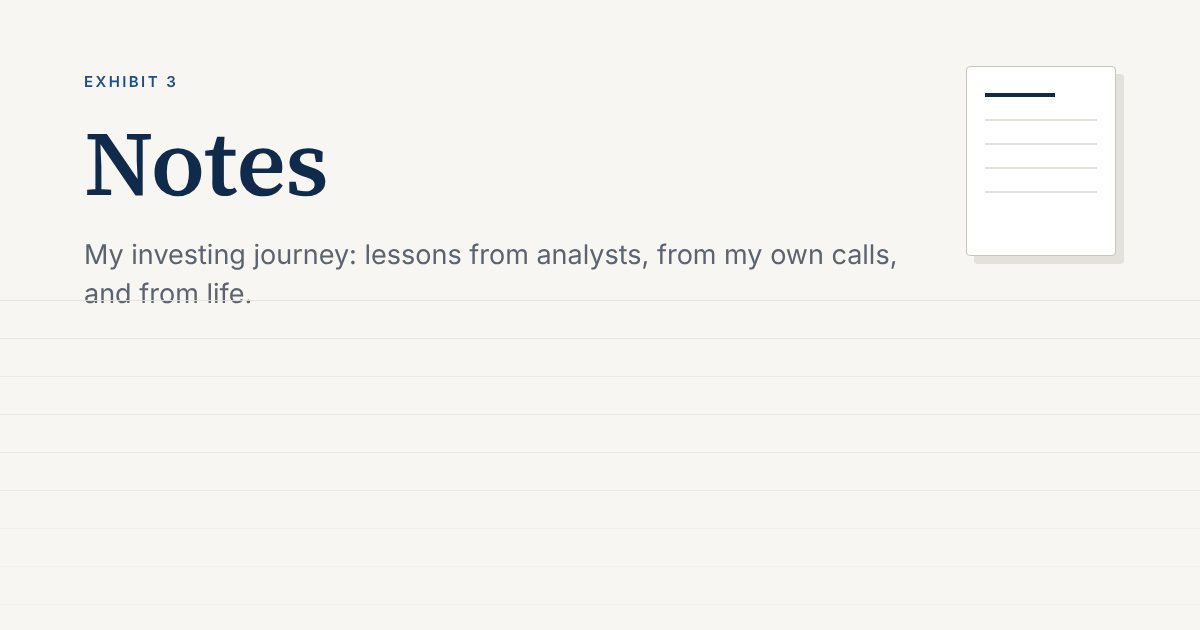 EXHIBIT 3
Notes
My investing journey: lessons from analysts, from my own calls,
and from life.